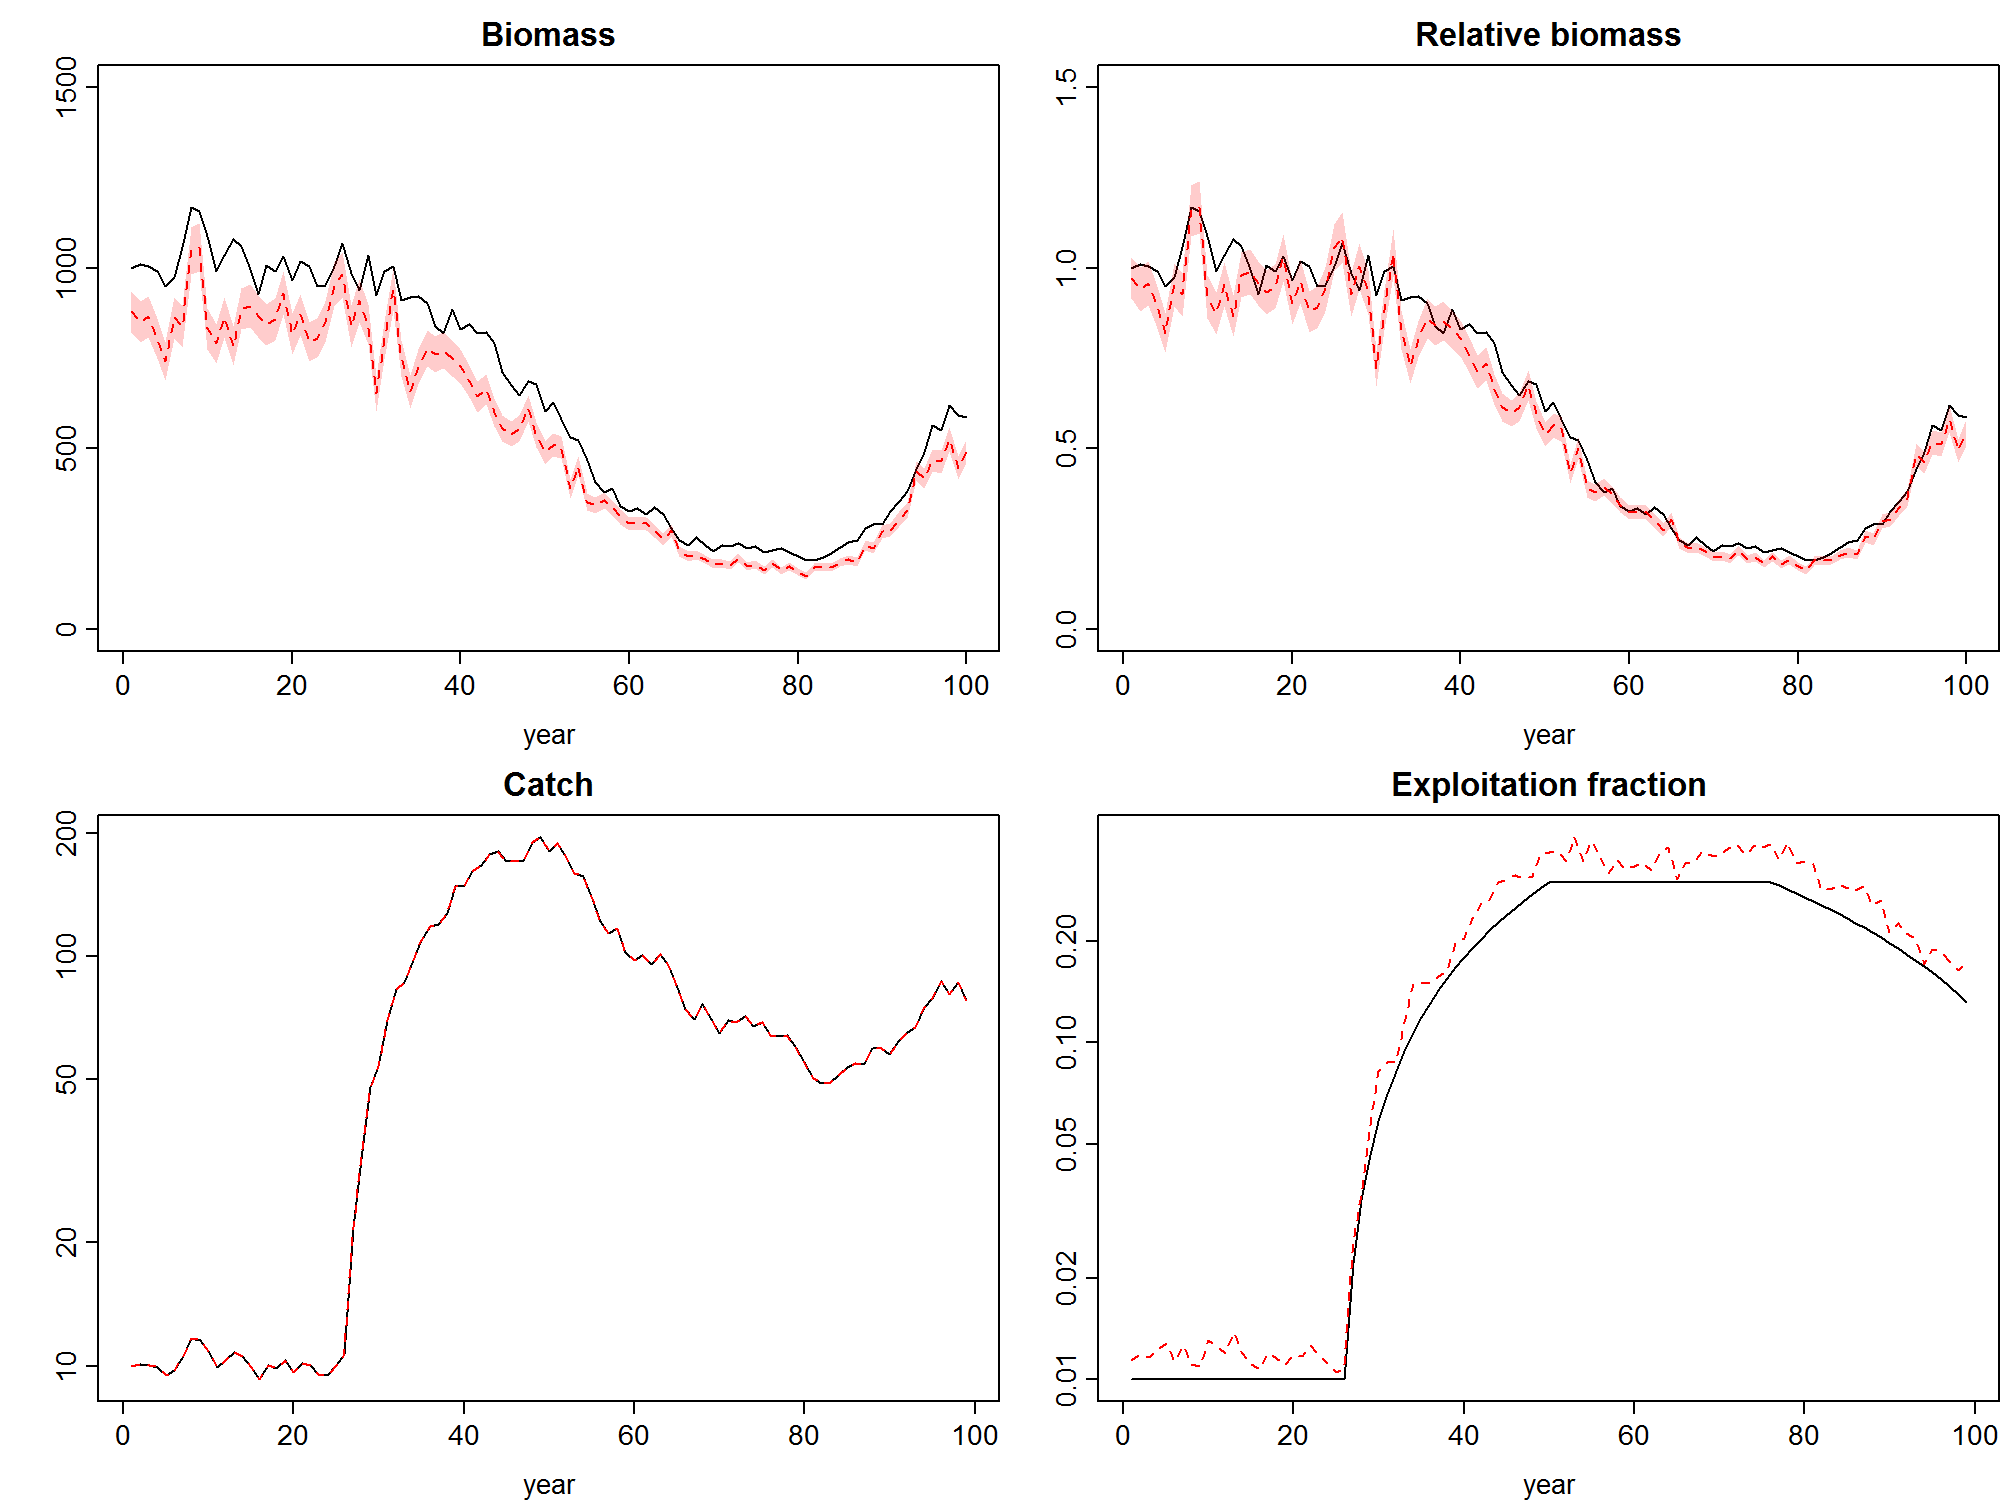 Biomass
1500
1000
500
0
0 20 40 60 80 100
year
Relative biomass
1.5
1.0
0.5
0.0
0 20 40 60 80 100
year
Catch
200
100
50
20
10
0 20 40 60 80 100
year
Exploitation fraction
0.20
0.10
0.05
0.02
0.01
0 20 40 60 80 100
year